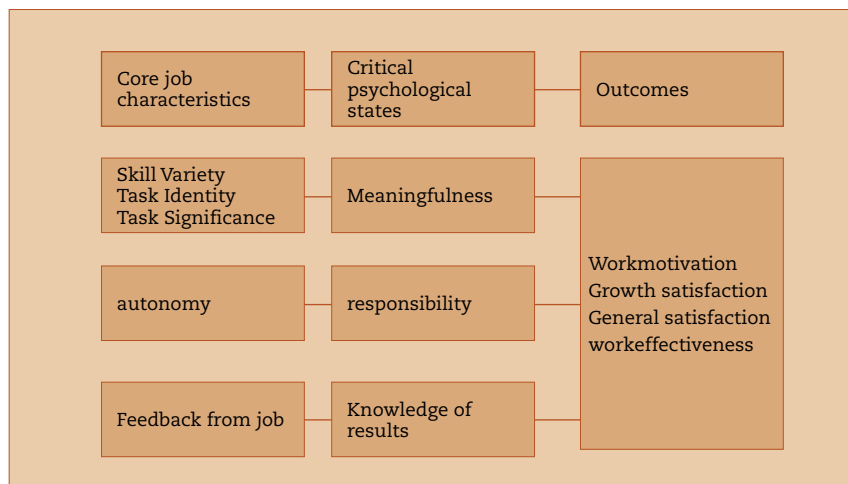 Core job
characteristics
Critical
psychological
states
Outcomes
Skill Variety
Task Identity
Task Significance
Meaningfulness
autonomy
responsibility
Feedback from job
Knowledge of
results
Workmotivation
Growth satisfaction
General satisfaction
workeffectiveness